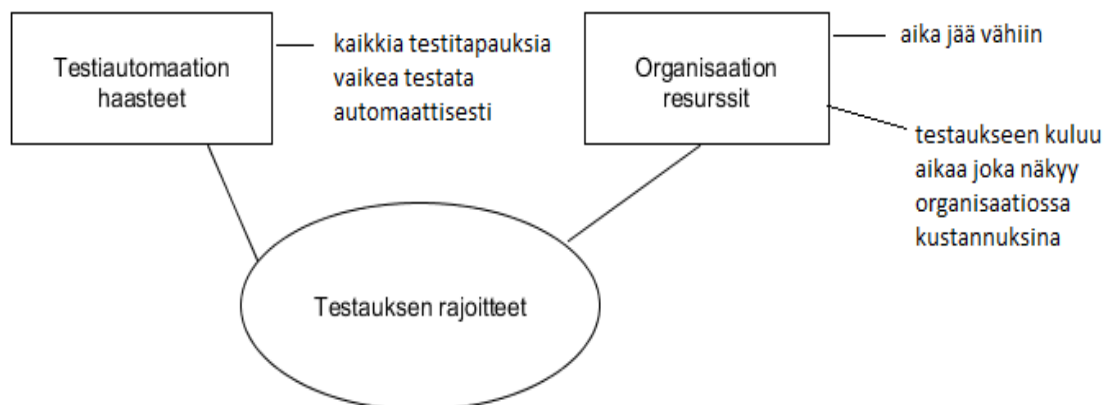 Testiautomaation
haasteet
kaikkia testitapauksia
vaikea testata
automaattisesti
Organisaation
resurssit
aika jää vähiin
testaukseen kuluu
aikaa joka näkyy
organisaatiossa
kustannuksina
Testauksen rajoitteet